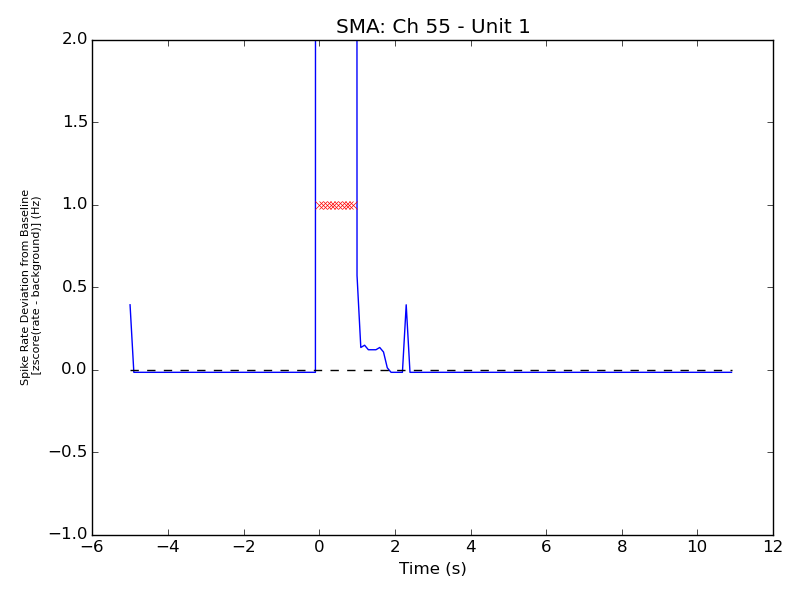 SMA: Ch 55 - Unit 1
2.0
1.5
1.0
0.5
0.0
−0.5
−1.0
Spike Rate Deviation from Baseline
[zscore(rate - background)] (Hz)
−6 −4 −2 0 2 4 6 8 10 12
Time (s)